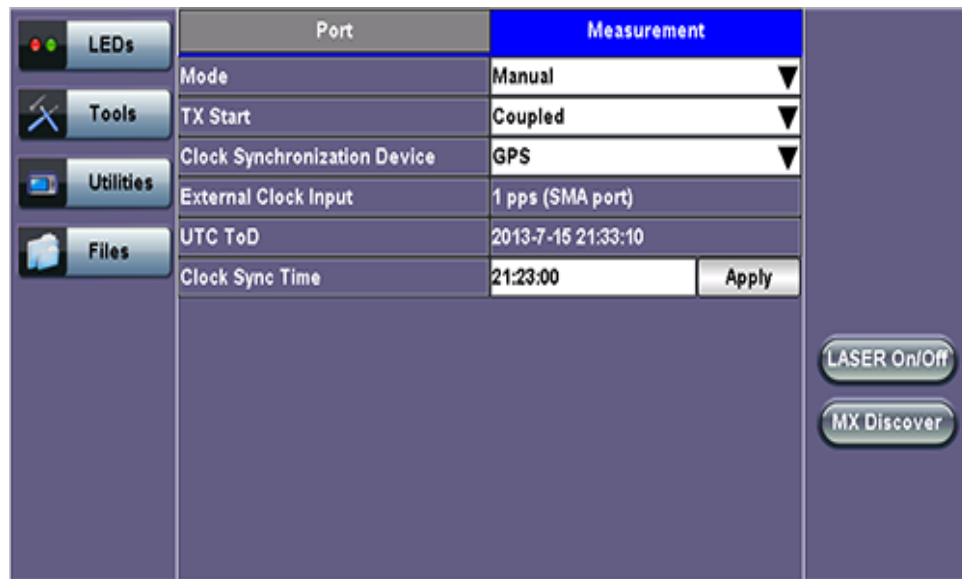 LEDs
Tools
Utilities
Files
Port Measurement
Mode Manual
TX Start Coupled
Clock Synchronization Device GPS
External Clock Input 1 pps (SMA port)
UTC ToD 2013-7-15 21:33:10
Clock Sync Time 21:23:00 Apply
LASER On/Off
MX Discover